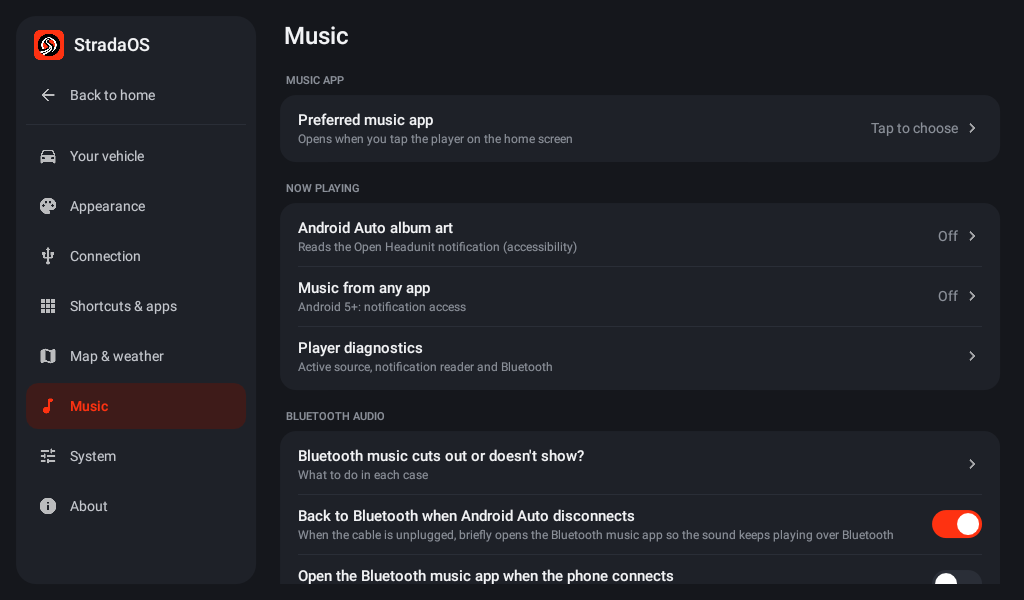 StradaOS
Back to home
Your vehicle
Appearance
Connection
Shortcuts & apps
Map & weather
Music
System
About
Music
MUSIC APP
Preferred music app
Opens when you tap the player on the home screen
Tap to choose
NOW PLAYING
Android Auto album art
Reads the Open Headunit notification (accessibility)
Off
Music from any app
Android 5+: notification access
Off
Player diagnostics
Active source, notification reader and Bluetooth
BLUETOOTH AUDIO
Bluetooth music cuts out or doesn't show?
What to do in each case
Back to Bluetooth when Android Auto disconnects
When the cable is unplugged, briefly opens the Bluetooth music app so the sound keeps playing over Bluetooth
Open the Bluetooth music app when the phone connects